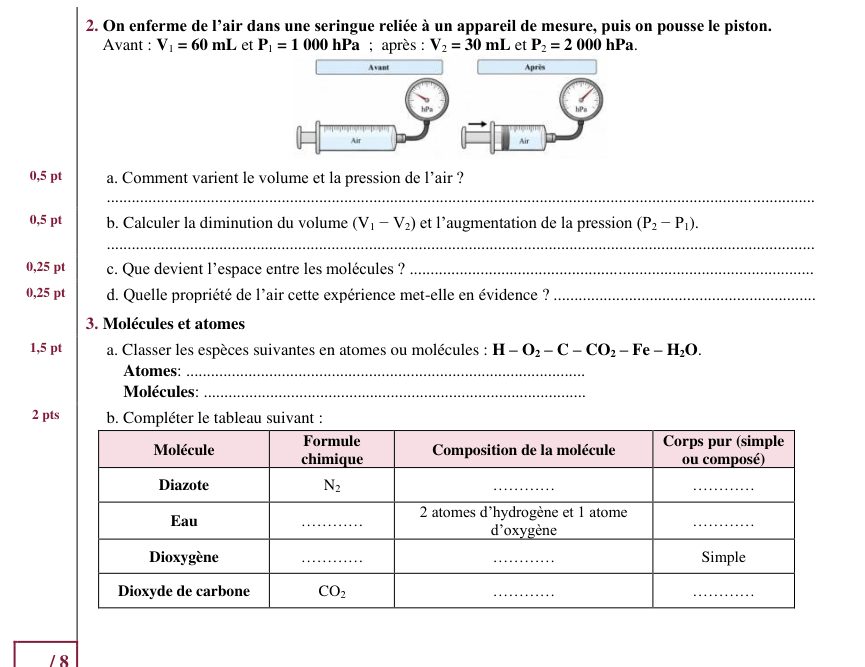 2. On enferme de l’air dans une seringue reliée à un appareil de mesure, puis on pousse le piston.
Avant : V₁ = 60 mL et P₁ = 1 000 hPa ; après : V₂ = 30 mL et P₂ = 2 000 hPa.
Avant
Après
hPa
hPa
Air
Air
0,5 pt a. Comment varient le volume et la pression de l’air ?
0,5 pt b. Calculer la diminution du volume (V₁ − V₂) et l’augmentation de la pression (P₂ − P₁).
0,25 pt c. Que devient l’espace entre les molécules ?
0,25 pt d. Quelle propriété de l’air cette expérience met-elle en évidence ?
3. Molécules et atomes
1,5 pt a. Classer les espèces suivantes en atomes ou molécules : H – O₂ – C – CO₂ – Fe – H₂O.
Atomes:
Molécules:
2 pts b. Compléter le tableau suivant :
Molécule Formule chimique Composition de la molécule Corps pur (simple ou composé)
Diazote N₂ ............ ............
Eau ............ 2 atomes d’hydrogène et 1 atome d’oxygène ............
Dioxygène ............ ............ Simple
Dioxyde de carbone CO₂ ............ ............
/ 8